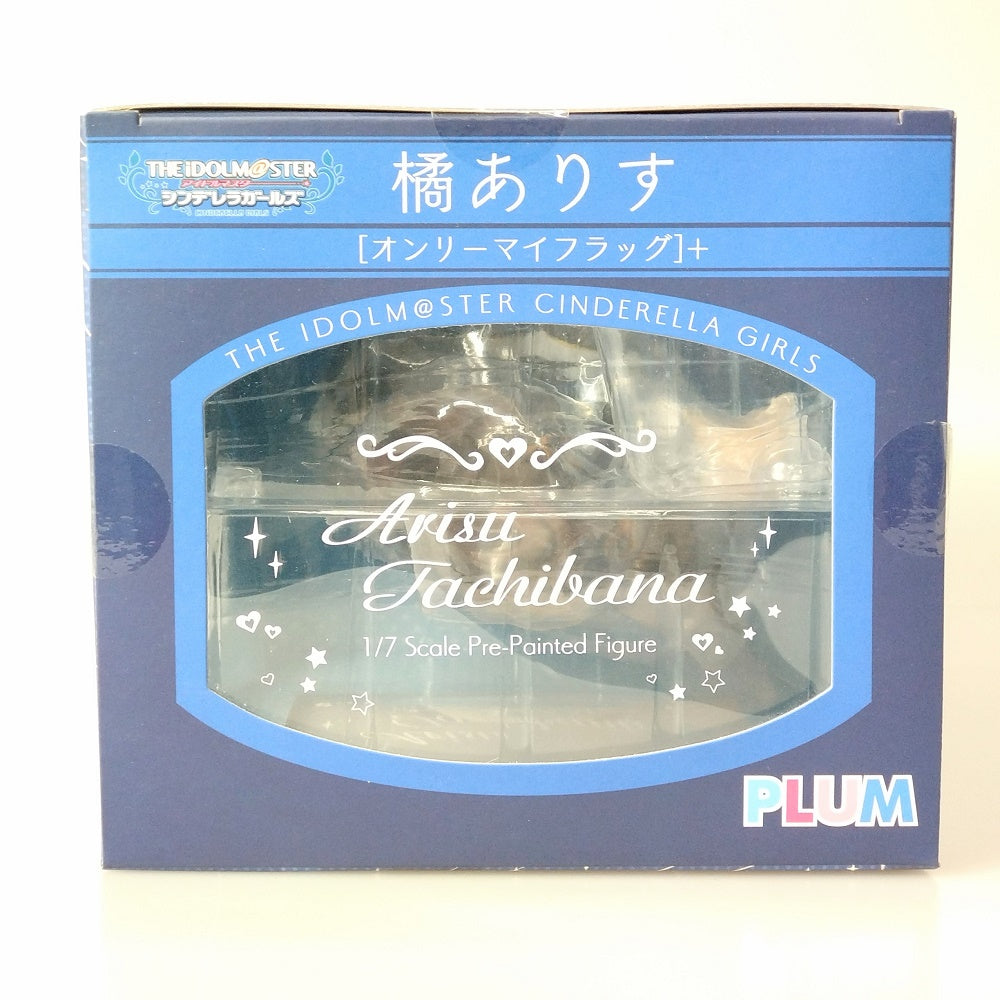 THE iDOLM@STER
アイドルマスター
シンデレラガールズ
CINDERELLA GIRLS
橘ありす
[オンリーマイフラッグ]+
THE IDOLM@STER CINDERELLA GIRLS
Arisu
Tachibana
1/7 Scale Pre-Painted Figure
PLUM